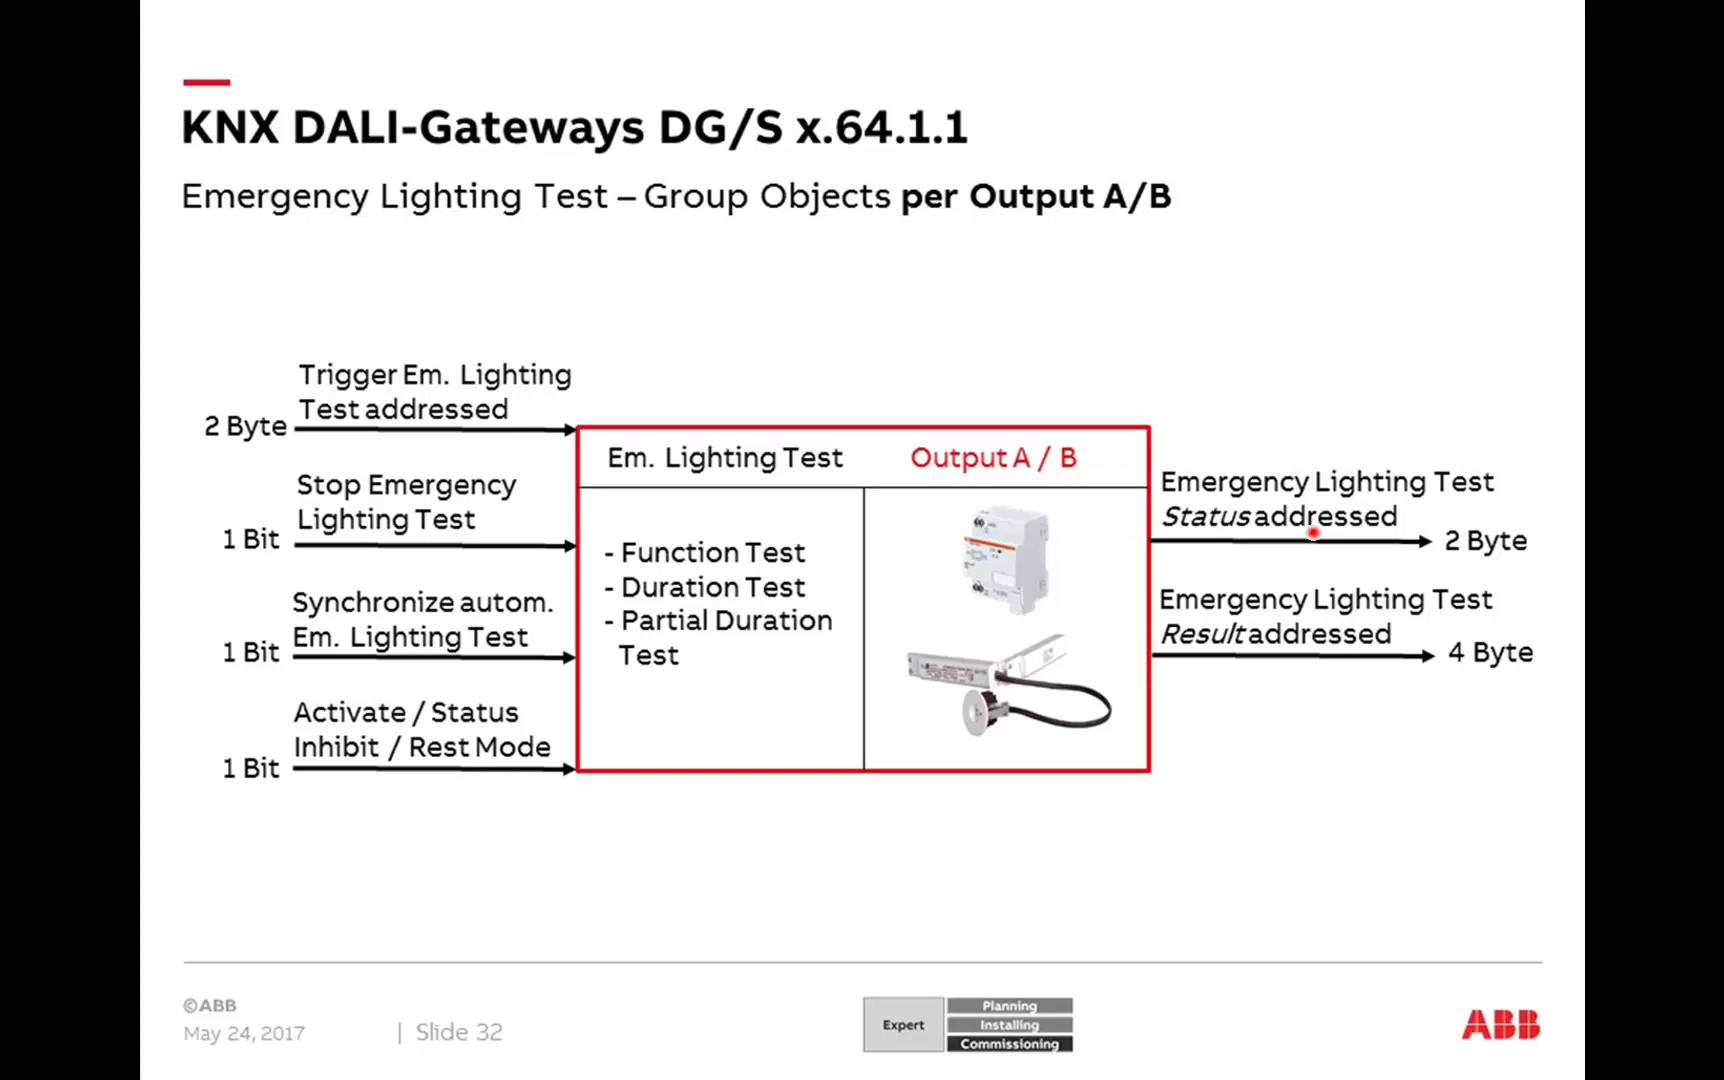 KNX DALI-Gateways DG/S x.64.1.1
Emergency Lighting Test – Group Objects per Output A/B
Trigger Em. Lighting
Test addressed
2 Byte
Stop Emergency
Lighting Test
1 Bit
Synchronize autom.
Em. Lighting Test
1 Bit
Activate / Status
Inhibit / Rest Mode
1 Bit
Em. Lighting Test
Output A / B
- Function Test
- Duration Test
- Partial Duration
Test
Emergency Lighting Test
Status addressed
2 Byte
Emergency Lighting Test
Result addressed
4 Byte
©ABB
May 24, 2017
| Slide 32
Expert
Planning
Installing
Commissioning
ABB